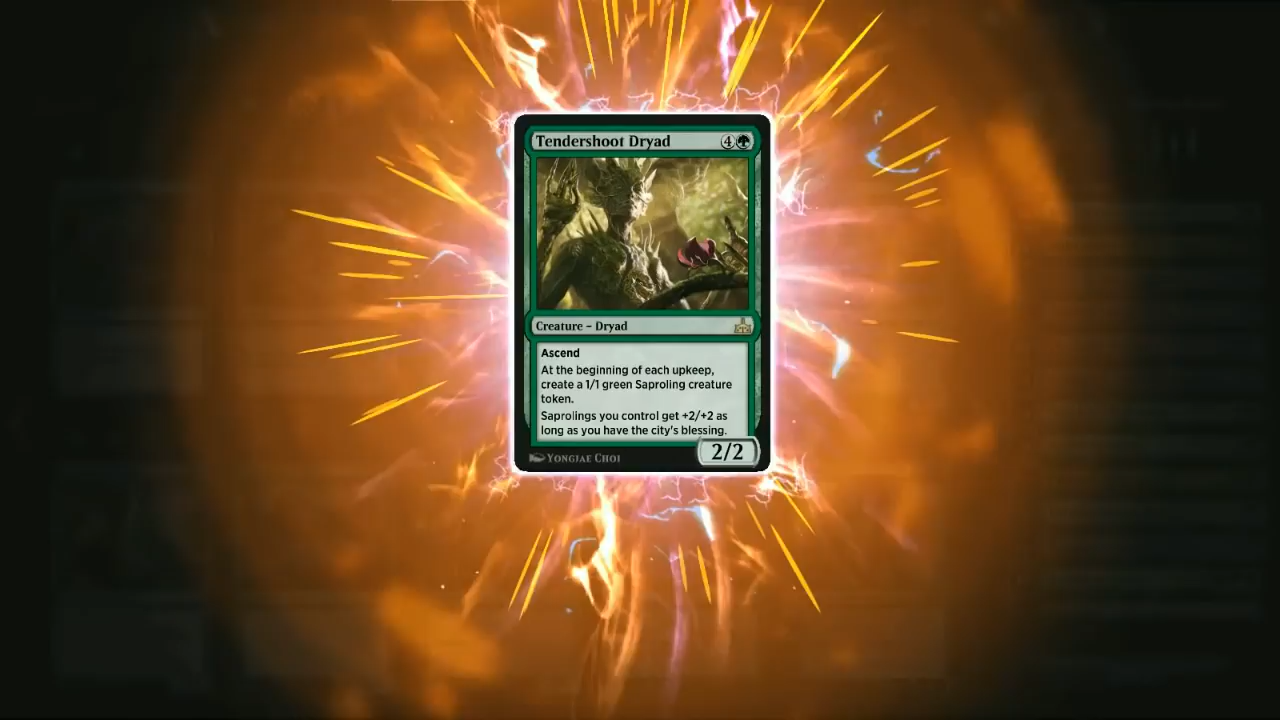 Tendershoot Dryad 4
Creature – Dryad
Ascend
At the beginning of each upkeep,
create a 1/1 green Saproling creature
token.
Saprolings you control get +2/+2 as
long as you have the city's blessing.
2/2
Yongjae Choi